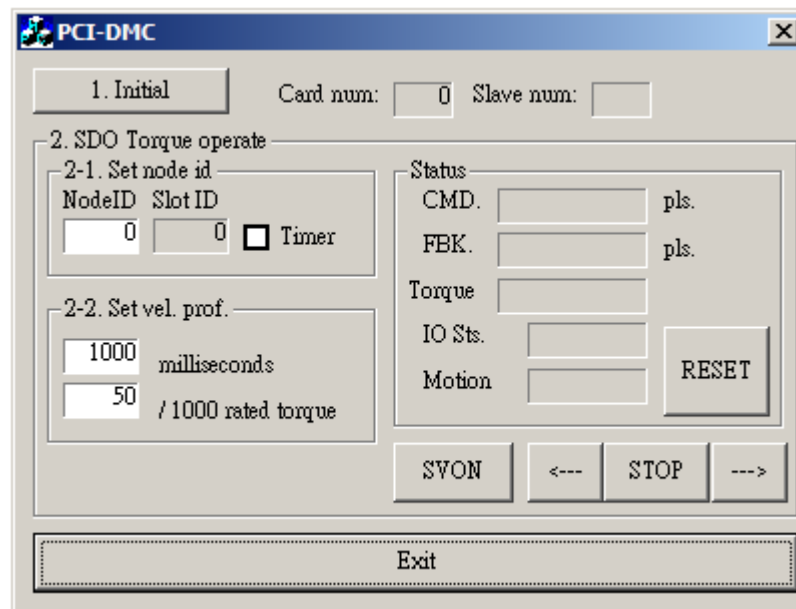 PCI-DMC
1. Initial Card num: 0 Slave num:
2. SDO Torque operate
2-1. Set node id
NodeID Slot ID
0 0 Timer
2-2. Set vel. prof.
1000 milliseconds
50 / 1000 rated torque
Status
CMD. pls.
FBK. pls.
Torque
IO Sts.
Motion
RESET
SVON <--- STOP --->
Exit